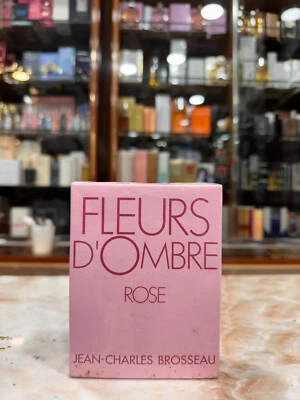 FLEURS
D'OMBRE
ROSE
JEAN-CHARLES BROSSEAU